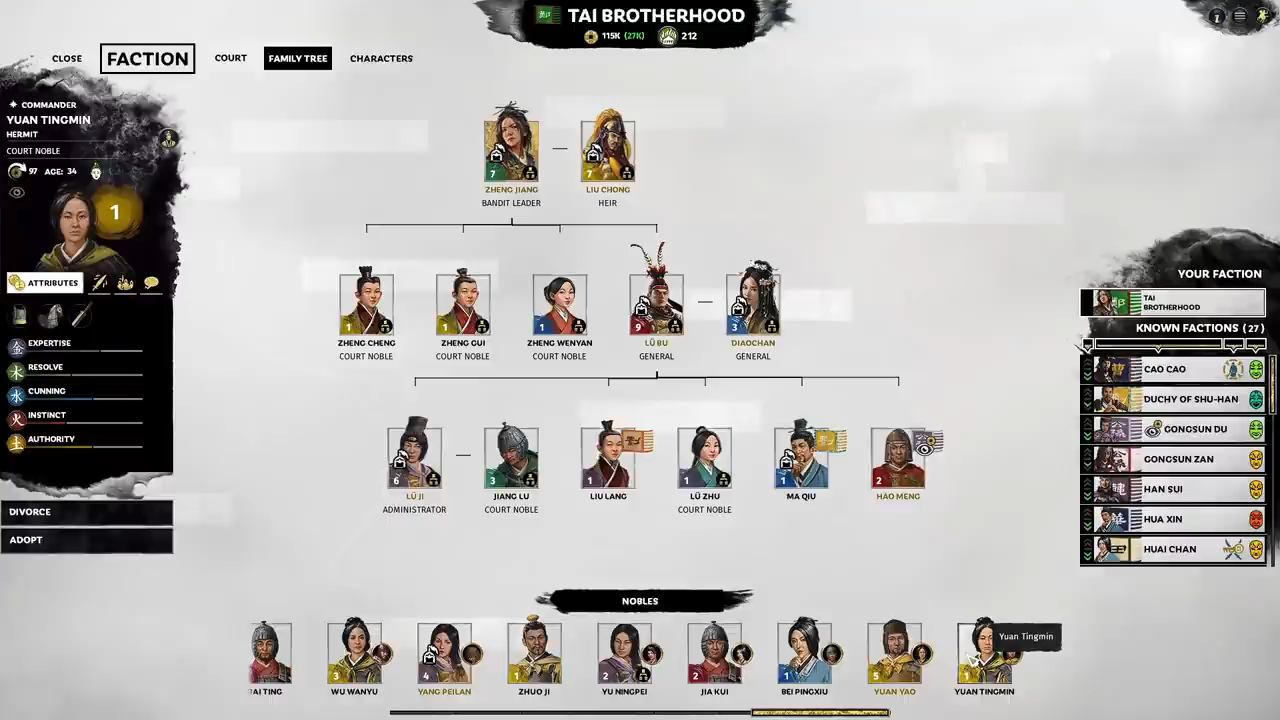 TAI BROTHERHOOD
115K (27K) 212
CLOSE FACTION COURT FAMILY TREE CHARACTERS
COMMANDER
YUAN TINGMIN
HERMIT
COURT NOBLE
97 AGE: 34
1
ATTRIBUTES
EXPERTISE
RESOLVE
CUNNING
INSTINCT
AUTHORITY
DIVORCE
ADOPT
7 7
ZHENG JIANG LIU CHONG
BANDIT LEADER HEIR
1 1 1 9 3
ZHENG CHENG ZHENG GUI ZHENG WENYAN LÜ BU DIAOCHAN
COURT NOBLE COURT NOBLE COURT NOBLE GENERAL GENERAL
6 3 1 1 1 2
LÜ JI JIANG LU LIU LANG LÜ ZHU MA QIU HAO MENG
ADMINISTRATOR COURT NOBLE COURT NOBLE
YOUR FACTION
TAI
BROTHERHOOD
KNOWN FACTIONS (27)
CAO CAO
DUCHY OF SHU-HAN
GONGSUN DU
GONGSUN ZAN
HAN SUI
HUA XIN
HUAI CHAN
NOBLES
Yuan Tingmin
3 4 1 2 2 1 5 1
AI TING WU WANYU YANG PEILAN ZHUO JI YU NINGPEI JIA KUI BEI PINGXIU YUAN YAO YUAN TINGMIN